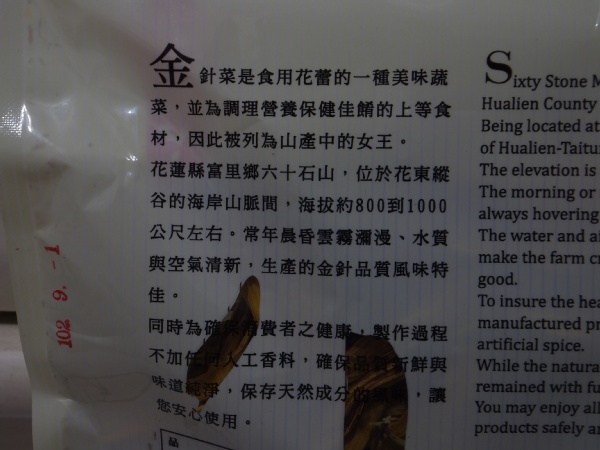 金針菜是食用花蕾的一種美味蔬
菜，並為調理營養保健佳餚的上等食
材，因此被列為山產中的女王。
花蓮縣富里鄉六十石山，位於花東縱
谷的海岸山脈間，海拔約800到1000
公尺左右。常年晨昏雲霧瀰漫、水質
與空氣清新，生產的金針品質風味特
佳。
同時為確保消費者之健康，製作過程
不加任何人工香料，確保品質新鮮與
味道純淨，保存天然成分的，讓
您安心使用。
品
102 9. -1
Sixty Stone M
Hualien County
Being located at
of Hualien-Taitu
The elevation is
The morning or
always hovering
The water and ai
make the farm cr
good.
To insure the hea
manufactured pr
artificial spice.
While the natura
remained with fu
You may enjoy all
products safely an